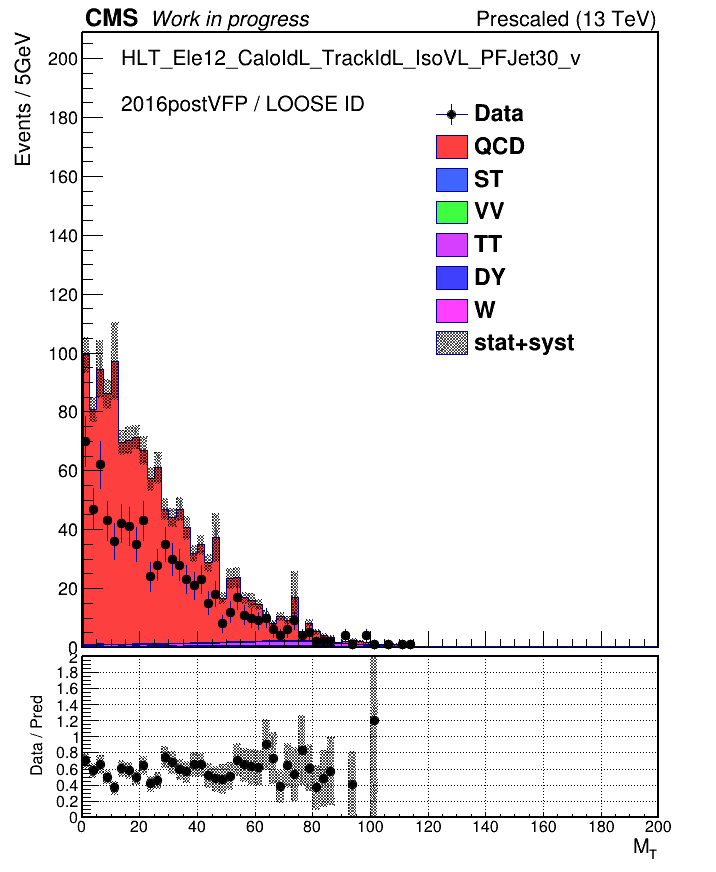 CMS Work in progress Prescaled (13 TeV)
HLT_Ele12_CaloIdL_TrackIdL_IsoVL_PFJet30_v
2016postVFP / LOOSE ID
Events / 5GeV
200
180
160
140
120
100
80
60
40
20
0
Data
QCD
ST
VV
TT
DY
W
stat+syst
Data / Pred
2
1.8
1.6
1.4
1.2
1
0.8
0.6
0.4
0.2
0
0 20 40 60 80 100 120 140 160 180 200
M_T